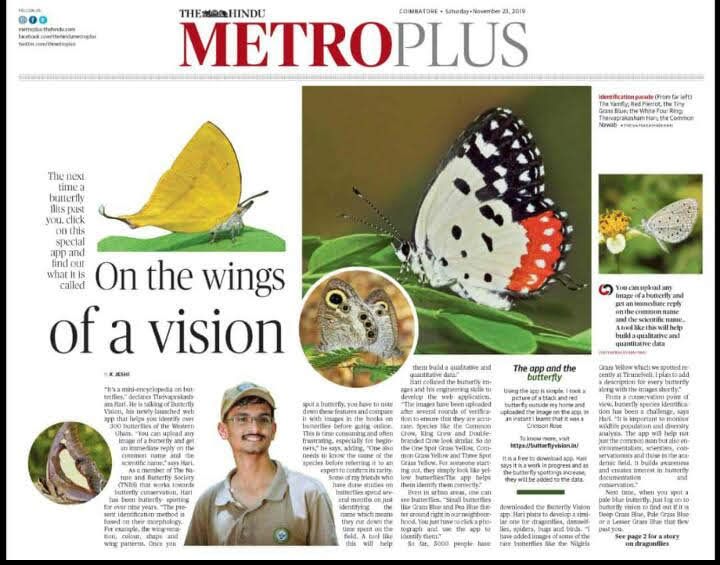 FOLLOW US
metroplus.thehindu
facebook.com/thehindumetroplus
twitter.com/thmetroplus
THE HINDU
COIMBATORE • Saturday • November 23, 2019
METROPLUS
Identification parade (From far left)
The Yamfly; Red Pierrot, the Tiny
Grass Blue; the White Four Ring;
Theivaprakasham Hari; the Common
Nawab
The next
time a
butterfly
flits past
you, click
on this
special
app and
find out
what it is
called
On the wings
of a vision
K JESHI
"It's a mini-encyclopedia on but-
terflies," declares Theivaprakash-
am Hari. He is talking of Butterfly
Vision, his newly launched web
app that helps you identify over
300 butterflies of the Western
Ghats. "You can upload any
image of a butterfly and get
an immediate reply on
the common name and
the scientific name," says Hari.
As a member of The Na-
ture and Butterfly Society
(TNBS) that works towards
butterfly conservation, Hari
has been butterfly spotting
for over nine years. "The pre-
sent identification method is
based on their morphology.
For example, the wing-vena-
tion, colour, shape and
wing patterns. Once you
spot a butterfly, you have to note
down these features and compare
it with images in the books on
butterflies before going online.
This is time consuming and often
frustrating, especially for begin-
ners," he says, adding, "One also
needs to know the name of the
species before referring it to an
expert to confirm its rarity.
Some of my friends who
have done studies on
butterflies spend sev-
eral months on just
identifying the
name which means
they cut down the
time spent on the
field. A tool like
this will help
them build a qualitative and
quantitative data."
Hari collated the butterfly im-
ages and his engineering skills to
develop the web application.
"The images have been uploaded
after several rounds of verifica-
tion to ensure that they are accu-
rate. Species like the Common
Crow, King Crow and Double-
branded Crow look similar. So do
the One Spot Grass Yellow, Com-
mon Grass Yellow and Three Spot
Grass Yellow. For someone start-
ing out, they simply look like yel-
low butterflies. The app helps
them identify them correctly."
Even in urban areas, one can
see butterflies. "Small butterflies
like Grass Blue and Pea Blue flut-
ter around right in our neighbour-
hood. You just have to click a pho-
tograph and use the app to
identify them."
So far, 5000 people have
The app and the
butterfly
Using the app is simple. I took a
picture of a black and red
butterfly outside my home and
uploaded the image on the app. In
an instant I learnt that it was a
Crimson Rose
To know more, visit
https://butterflyvision.in/
It is a free to download app. Hari
says it is a work in progress and as
the butterfly spottings increase,
they will be added to the data.
downloaded the Butterfly Vision
app. Hari plans to develop a simi-
lar one for dragonflies, damself-
lies, spiders, bugs and birds. "I
have added images of some of the
rare butterflies like the Nilgiris
You can upload any
image of a butterfly and
get an immediate reply
on the common name
and the scientific name..
A tool like this will help
build a qualitative and
quantitative data
Grass Yellow which we spotted re-
cently at Tirunelveli. I plan to add
a description for every butterfly
along with the images shortly."
From a conservation point of
view, butterfly species identifica-
tion has been a challenge, says
Hari. "It is important to monitor
wildlife population and diversity
analysis. The app will help not
just the common man but also en-
vironmentalists, scientists, con-
servationists and those in the aca-
demic field. It builds awareness
and creates interest in butterfly
documentation and
conservation."
Next time, when you spot a
pale blue butterfly, just log on to
butterfly vision to find out if it is
Deep Grass Blue, Pale Grass Blue
or a Lesser Grass Blue that flew
past you.
See page 2 for a story
on dragonflies